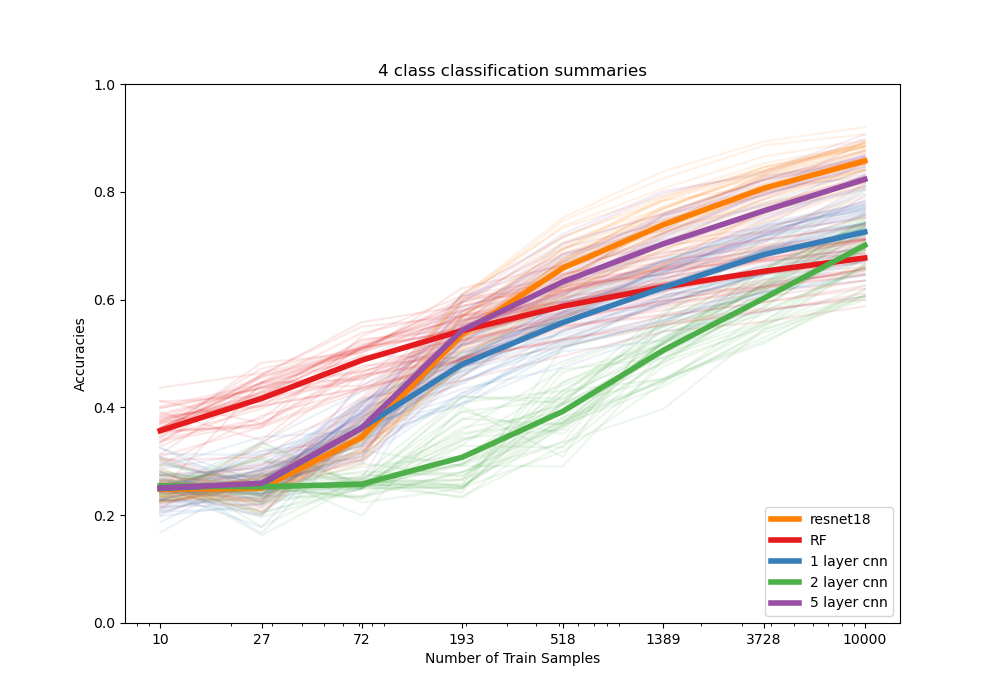 4 class classification summaries
1.0
0.8
0.6
0.4
0.2
0.0
Accuracies
10 27 72 193 518 1389 3728 10000
Number of Train Samples
resnet18
RF
1 layer cnn
2 layer cnn
5 layer cnn